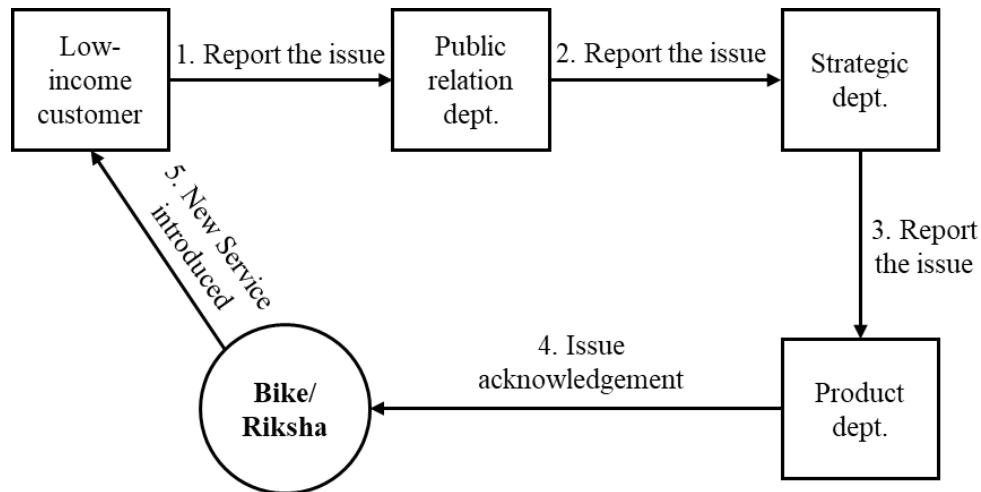 Low-
income
customer
1. Report the issue
Public
relation
dept.
2. Report the issue
Strategic
dept.
3. Report
the issue
Product
dept.
4. Issue
acknowledgement
Bike/
Riksha
5. New Service
introduced